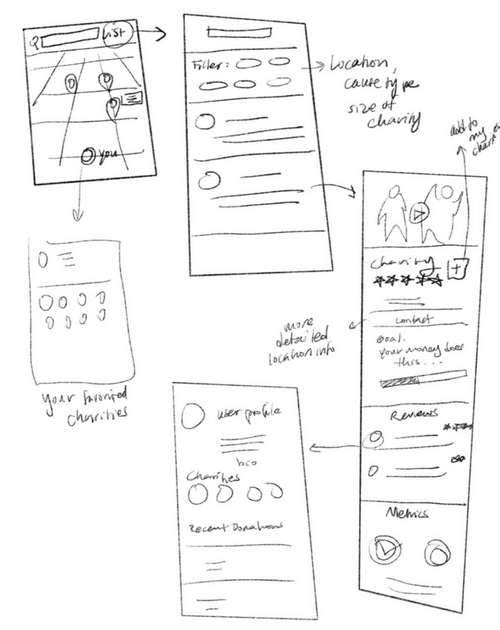 List
you
Filter:
Location,
cause type
size of
charity
add to
my
charity
contact
Goal.
Your money does
this...
Reviews
Metrics
more
detailed
location info
Your favorited
charities
user profile
bio
Charities
Recent Donations